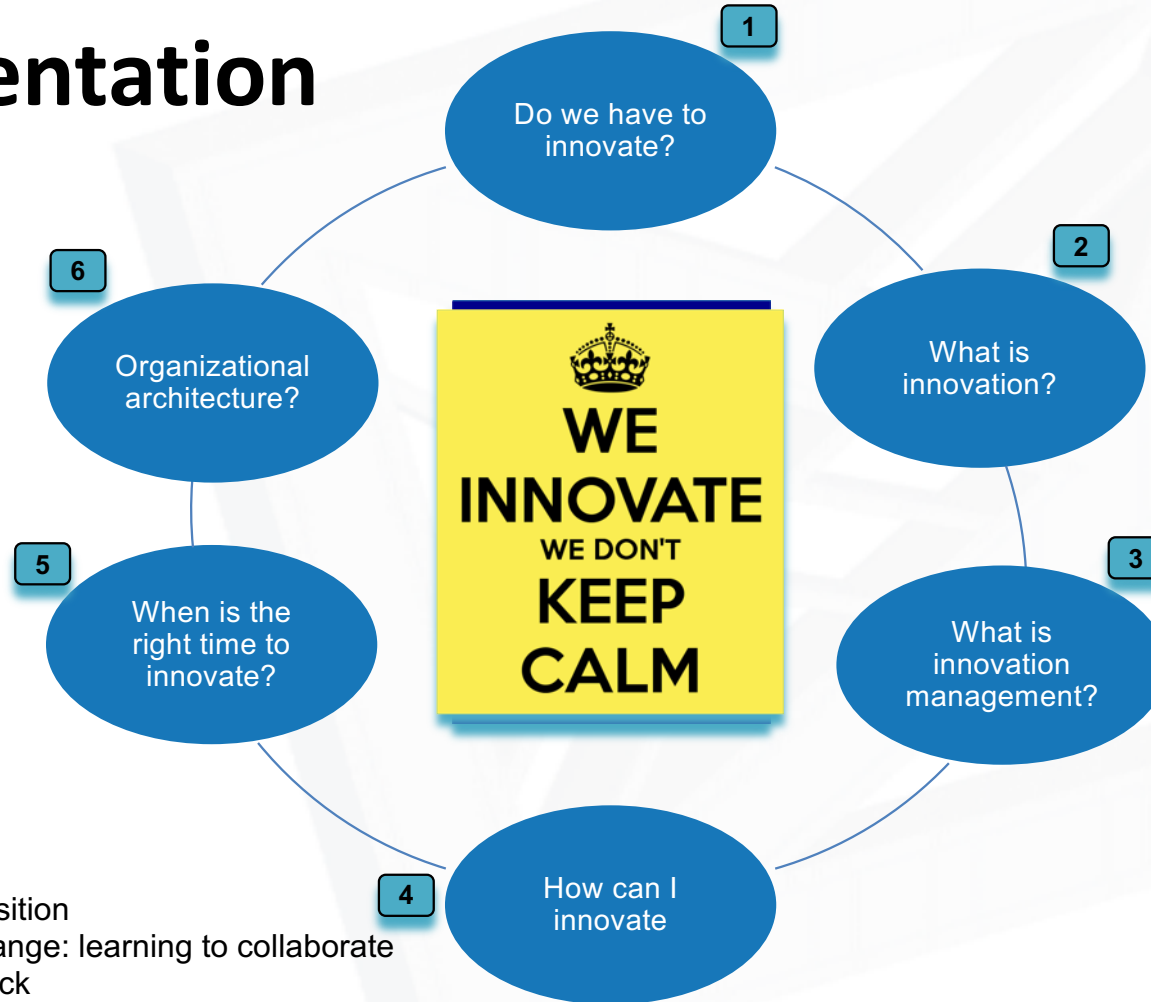 entation
1
Do we have to
innovate?
2
What is
innovation?
3
What is
innovation
management?
4
How can I
innovate
5
When is the
right time to
innovate?
6
Organizational
architecture?
WE
INNOVATE
WE DON'T
KEEP
CALM
sition
ange: learning to collaborate
ck